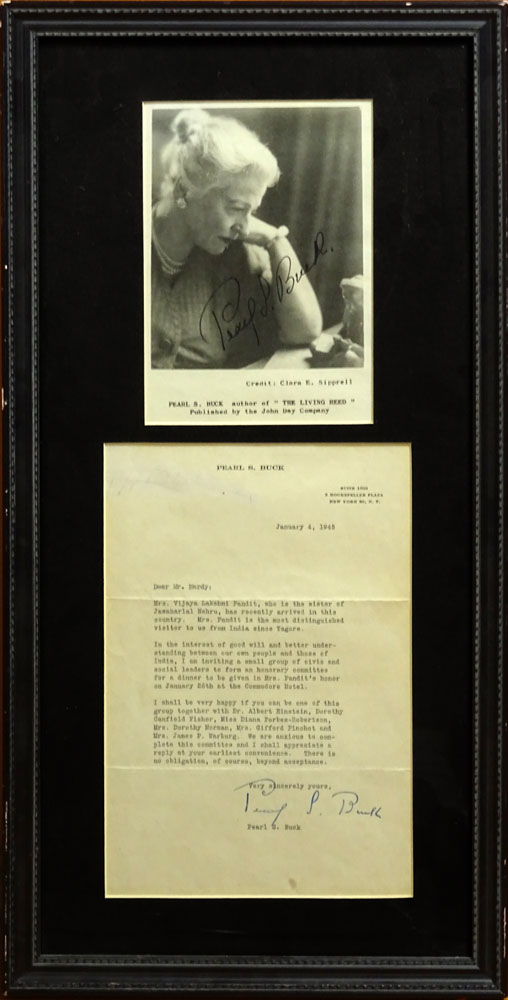 Pearl S. Buck.
Credit: Clara E. Sipprell
PEARL S. BUCK author of " THE LIVING REED "
Published by the John Day Company
PEARL S. BUCK
SUITE
5 ROCKEFELLER PLAZA
NEW YORK 20, N. Y.
January 4, 1945
Dear Mr. Hardy:
Mrs. Vijaya Lakshmi Pandit, who is the sister of
Jawaharlal Nehru, has recently arrived in this
country. Mrs. Pandit is the most distinguished
visitor to us from India since Tagore.
In the interest of good will and better under-
standing between our own people and those of
India, I am inviting a small group of civic and
social leaders to form an honorary committee
for a dinner to be given in Mrs. Pandit's honor
on January 26th at the Commodore Hotel.
I shall be very happy if you can be one of this
group together with Dr. Albert Einstein, Dorothy
Canfield Fisher, Miss Diana Forbes-Robertson,
Mrs. Dorothy Norman, Mrs. Gifford Pinchot and
Mrs. James P. Warburg. We are anxious to com-
plete this committee and I shall appreciate a
reply at your earliest convenience. There is
no obligation, of course, beyond acceptance.
Very sincerely yours,
Pearl S. Buck
Pearl S. Buck